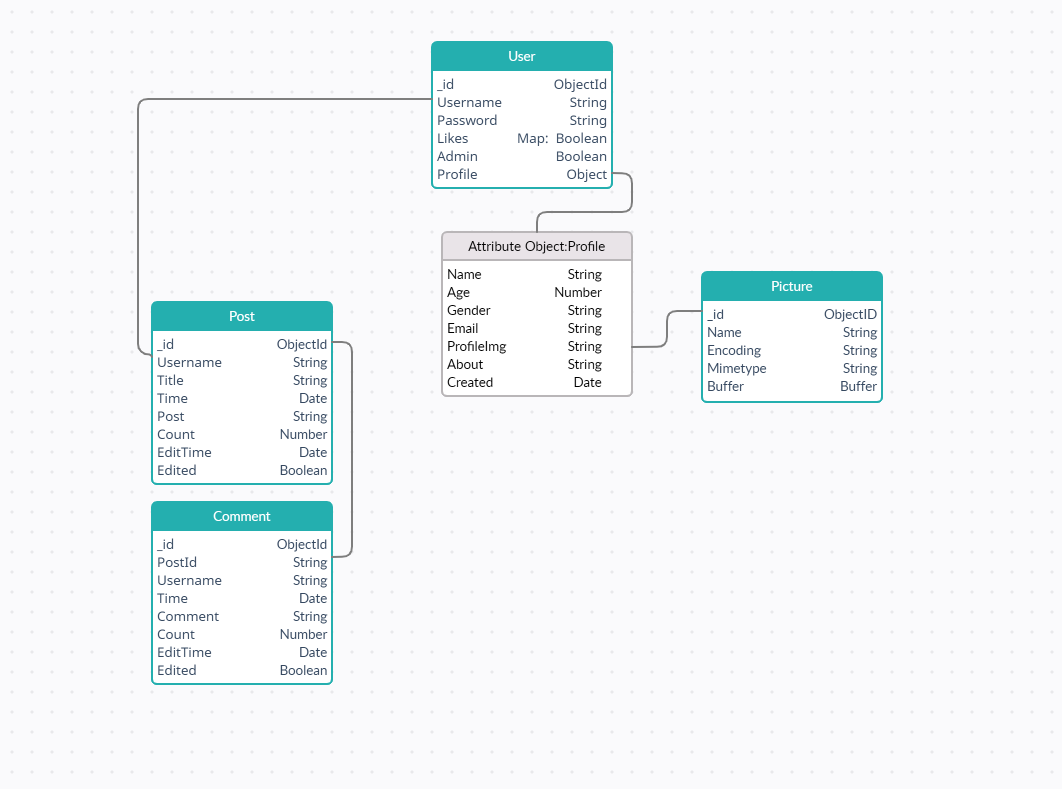 User
_id ObjectId
Username String
Password String
Likes Map: Boolean
Admin Boolean
Profile Object
Attribute Object:Profile
Name String
Age Number
Gender String
Email String
ProfileImg String
About String
Created Date
Picture
_id ObjectID
Name String
Encoding String
Mimetype String
Buffer Buffer
Post
_id ObjectId
Username String
Title String
Time Date
Post String
Count Number
EditTime Date
Edited Boolean
Comment
_id ObjectId
PostId String
Username String
Time Date
Comment String
Count Number
EditTime Date
Edited Boolean